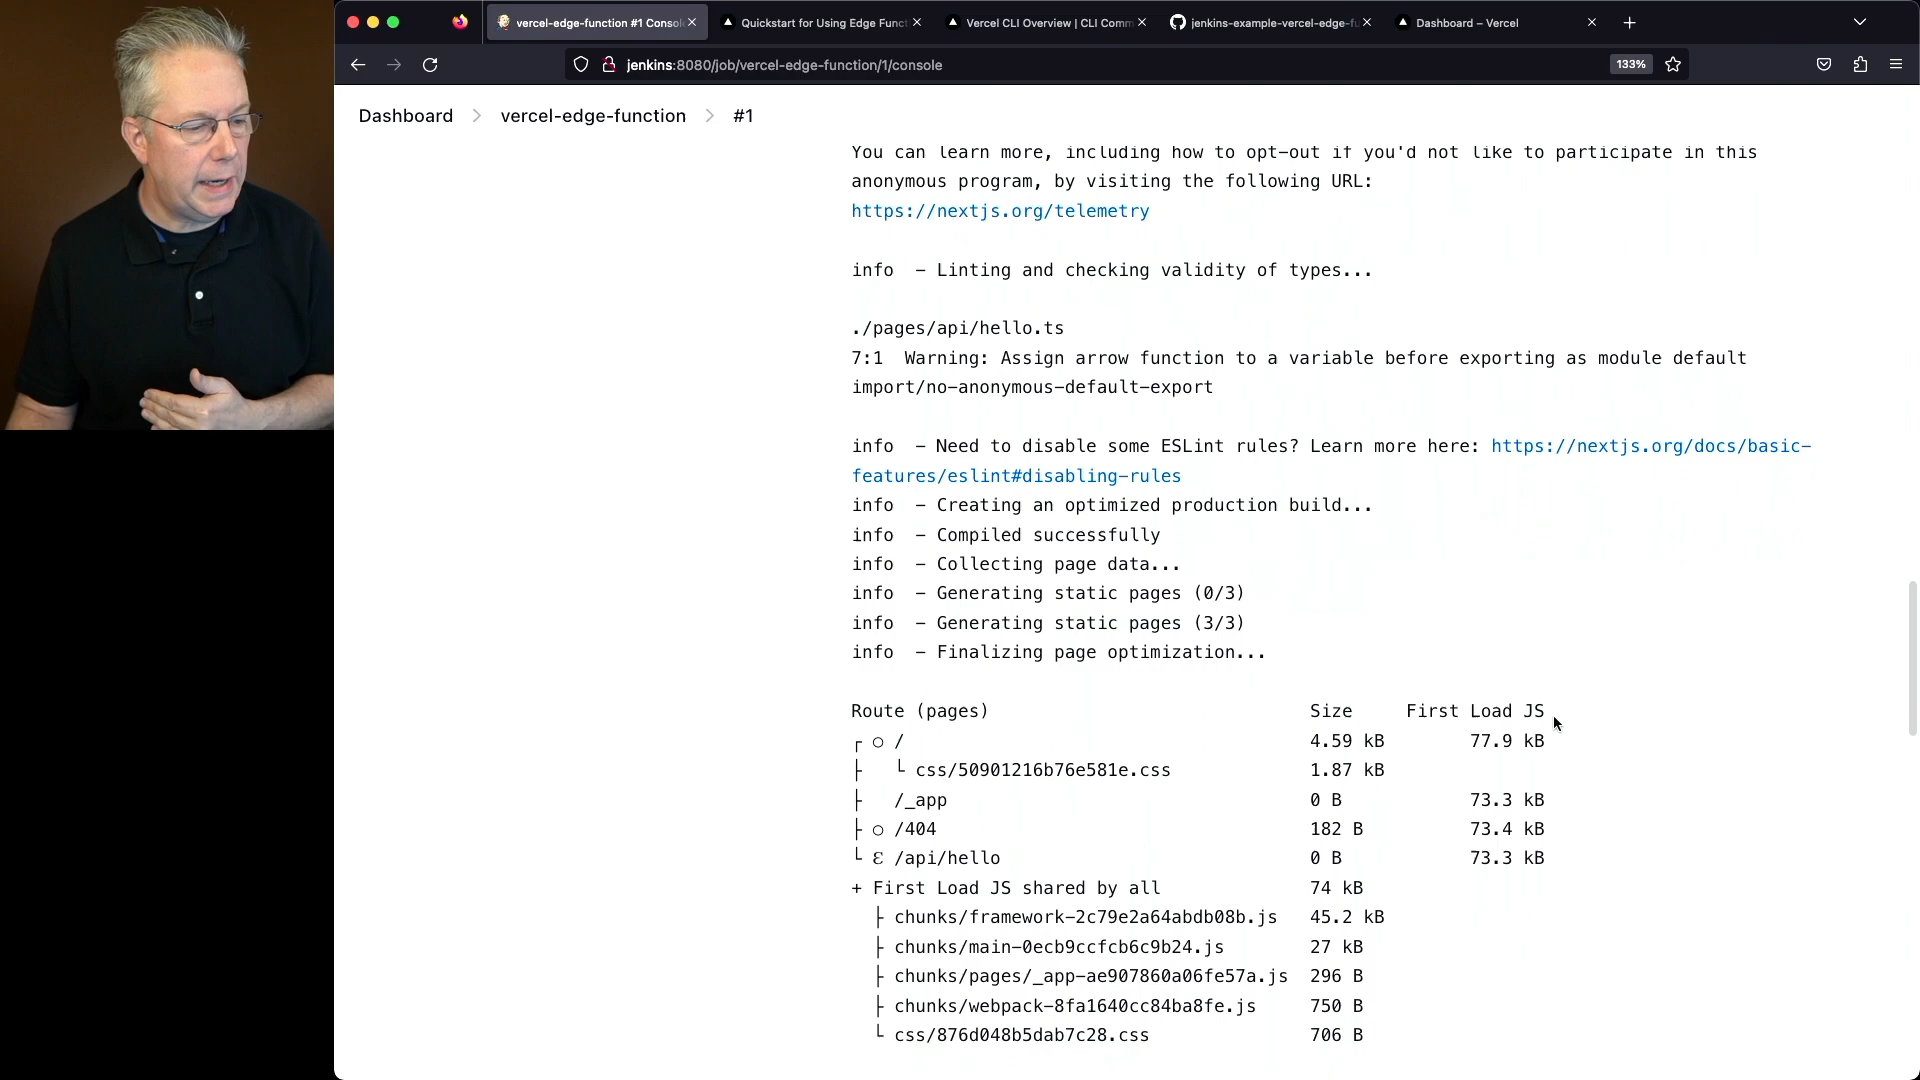 vercel-edge-function #1 Consol
Quickstart for Using Edge Funct
Vercel CLI Overview | CLI Comm
jenkins-example-vercel-edge-fu
Dashboard – Vercel
jenkins:8080/job/vercel-edge-function/1/console
133%
Dashboard > vercel-edge-function > #1
You can learn more, including how to opt-out if you'd not like to participate in this
anonymous program, by visiting the following URL:
https://nextjs.org/telemetry
info  - Linting and checking validity of types...
./pages/api/hello.ts
7:1  Warning: Assign arrow function to a variable before exporting as module default
import/no-anonymous-default-export
info  - Need to disable some ESLint rules? Learn more here: https://nextjs.org/docs/basic-
features/eslint#disabling-rules
info  - Creating an optimized production build...
info  - Compiled successfully
info  - Collecting page data...
info  - Generating static pages (0/3)
info  - Generating static pages (3/3)
info  - Finalizing page optimization...
Route (pages)                              Size     First Load JS
┌ ○ /                                      4.59 kB        77.9 kB
├   └ css/50901216b76e581e.css             1.87 kB
├   /_app                                  0 B            73.3 kB
├ ○ /404                                   182 B          73.4 kB
└ ℇ /api/hello                             0 B            73.3 kB
+ First Load JS shared by all              74 kB
  ├ chunks/framework-2c79e2a64abdb08b.js   45.2 kB
  ├ chunks/main-0ecb9ccfcb6c9b24.js        27 kB
  ├ chunks/pages/_app-ae907860a06fe57a.js  296 B
  ├ chunks/webpack-8fa1640cc84ba8fe.js     750 B
  └ css/876d048b5dab7c28.css               706 B